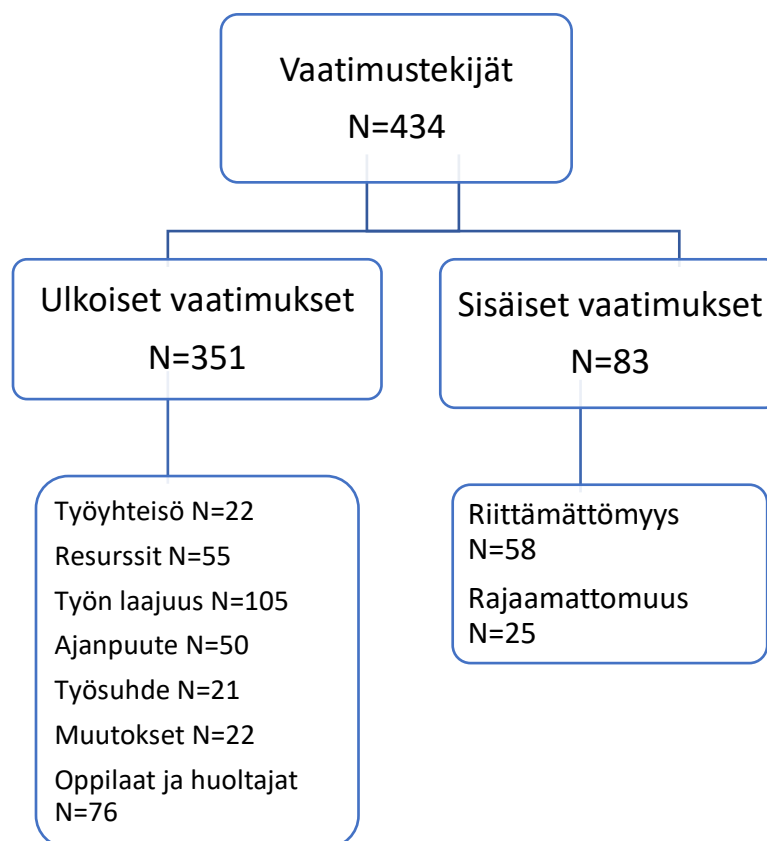 Vaatimustekijät
N=434
Ulkoiset vaatimukset
N=351
Sisäiset vaatimukset
N=83
Työyhteisö N=22
Resurssit N=55
Työn laajuus N=105
Ajanpuute N=50
Työsuhde N=21
Muutokset N=22
Oppilaat ja huoltajat
N=76
Riittämättömyys
N=58
Rajaamattomuus
N=25